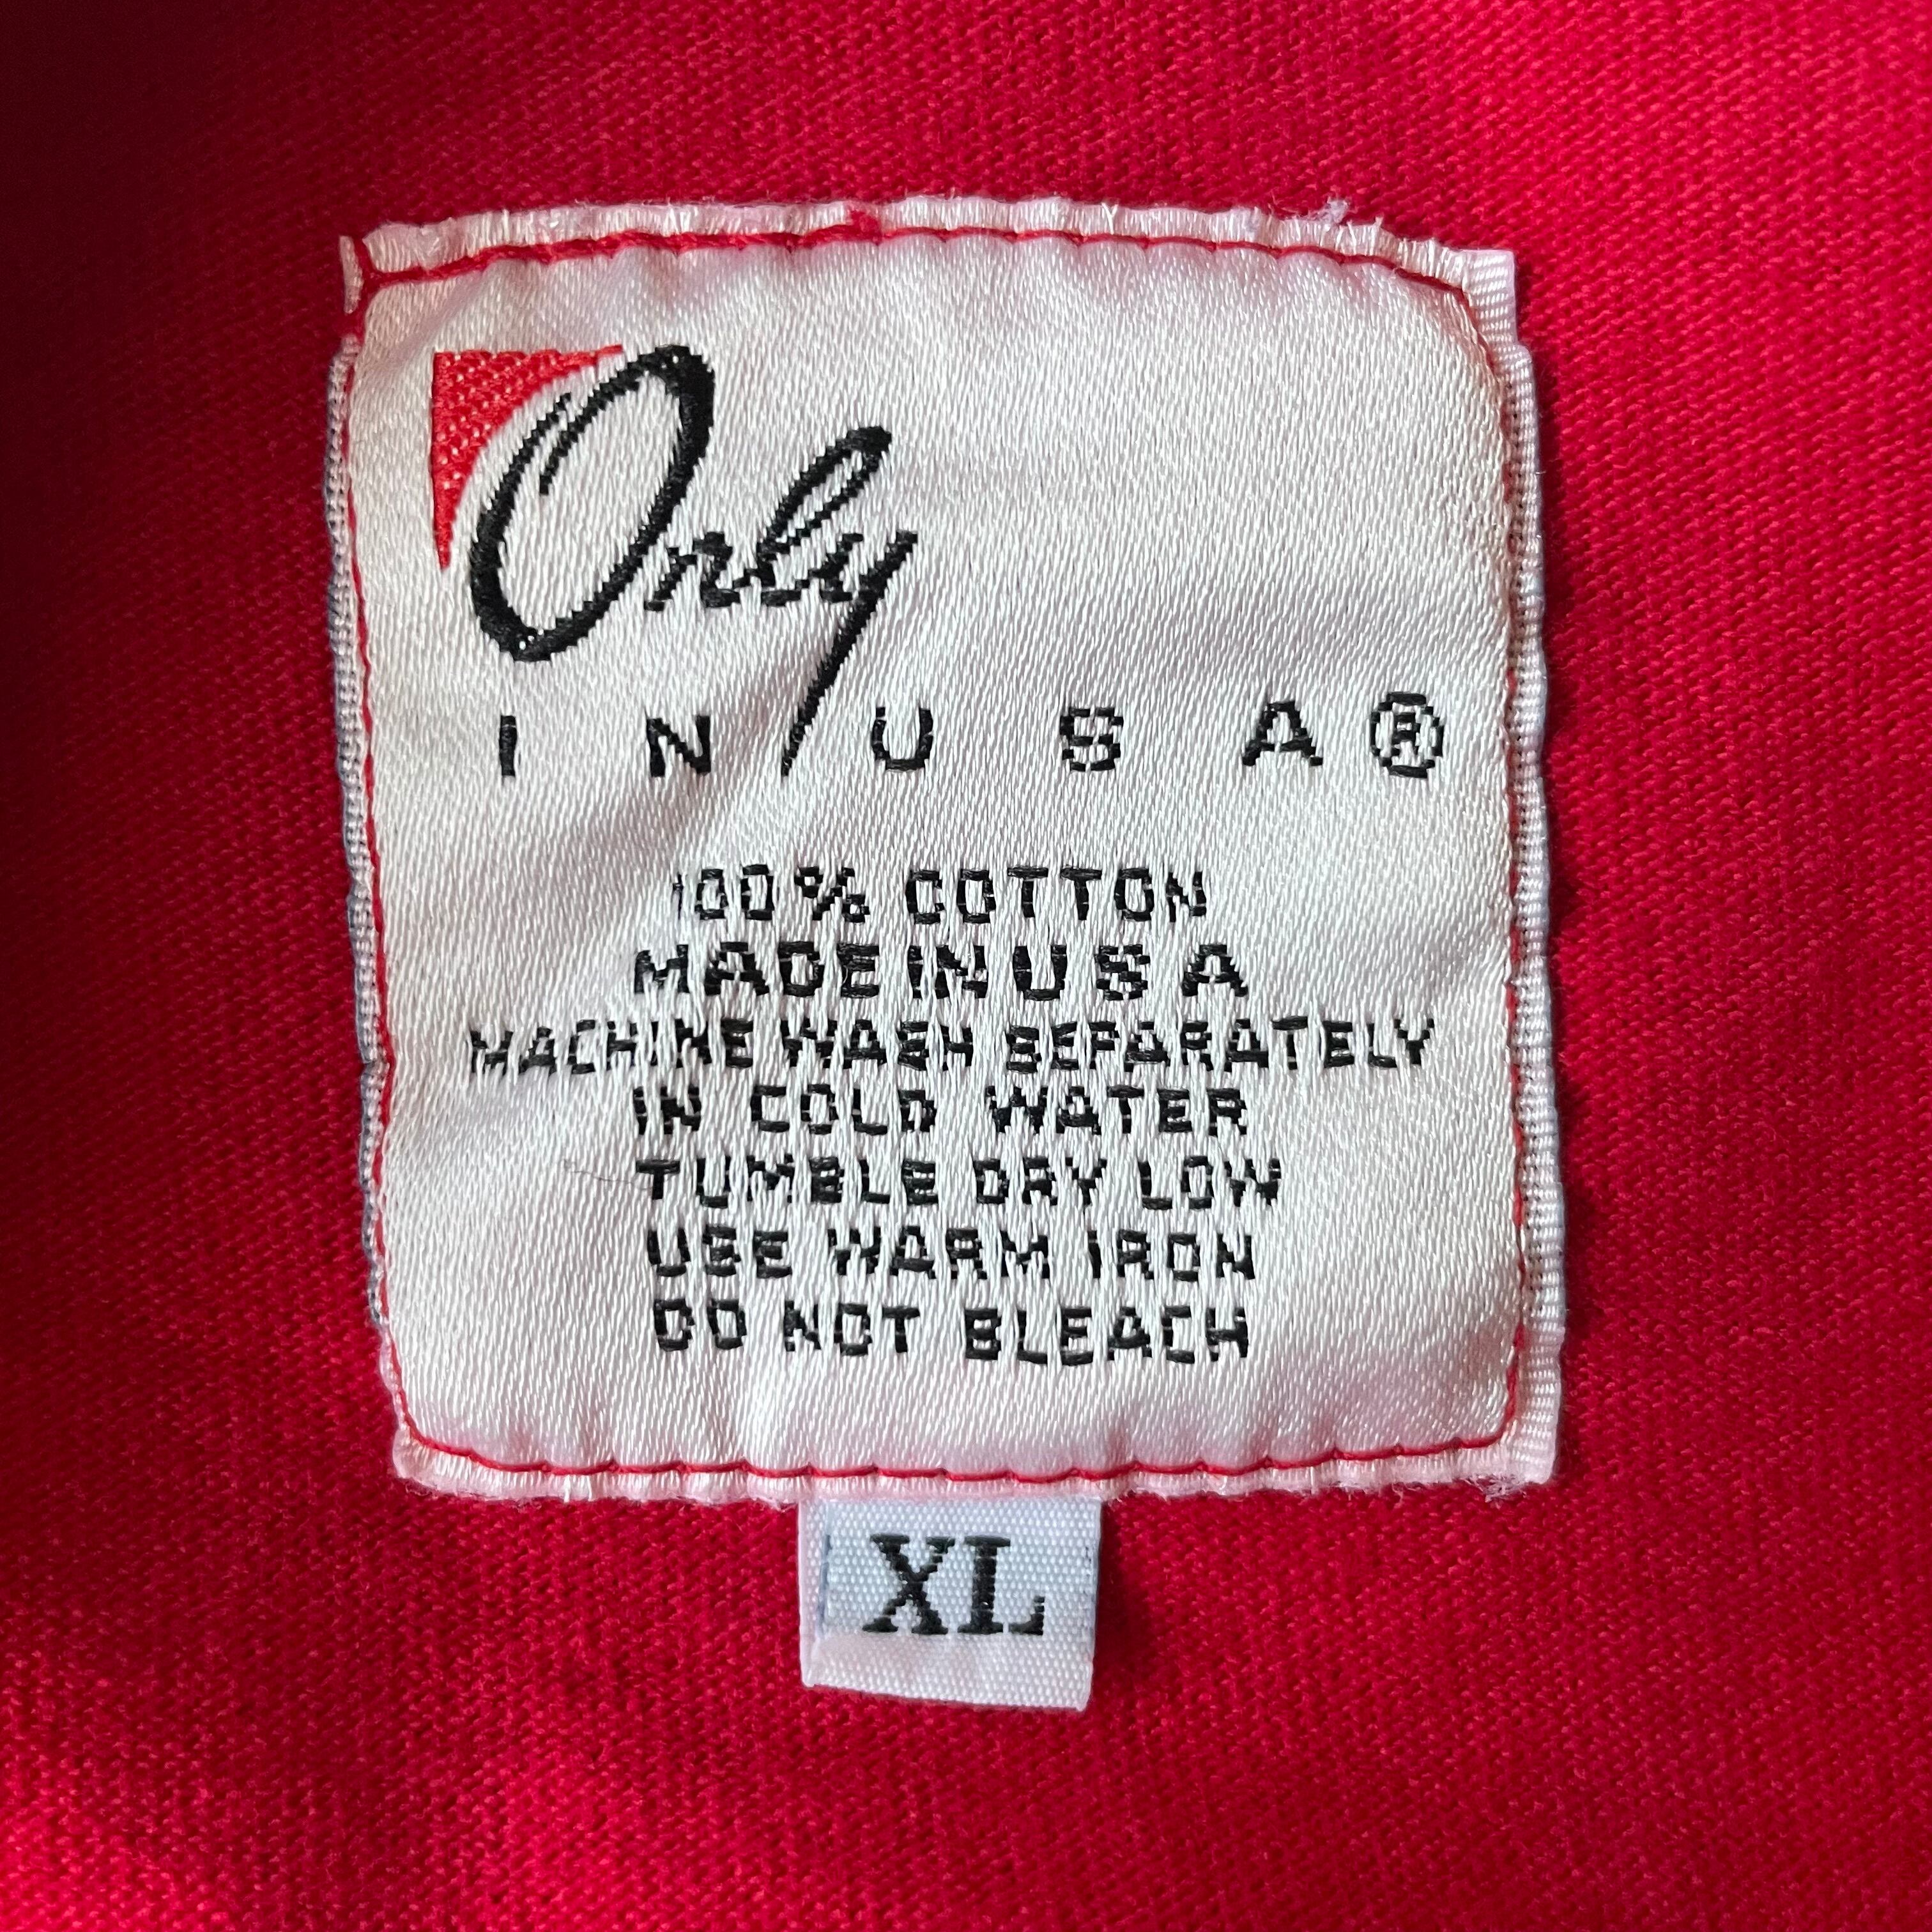 Only
IN USA®
100% COTTON
MADE IN USA
MACHINE WASH SEPARATELY
IN COLD WATER
TUMBLE DRY LOW
USE WARM IRON
DO NOT BLEACH
XL